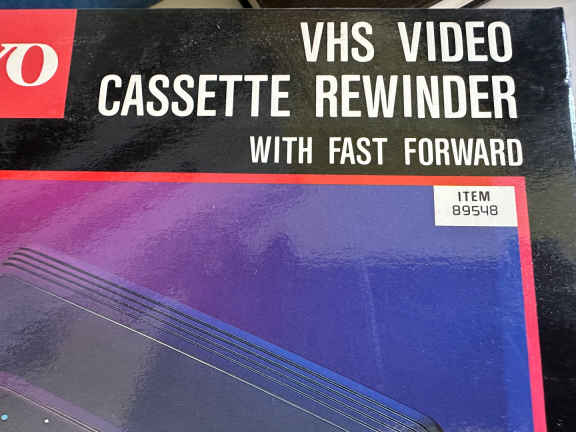 VHS VIDEO
CASSETTE REWINDER
WITH FAST FORWARD
ITEM
89548